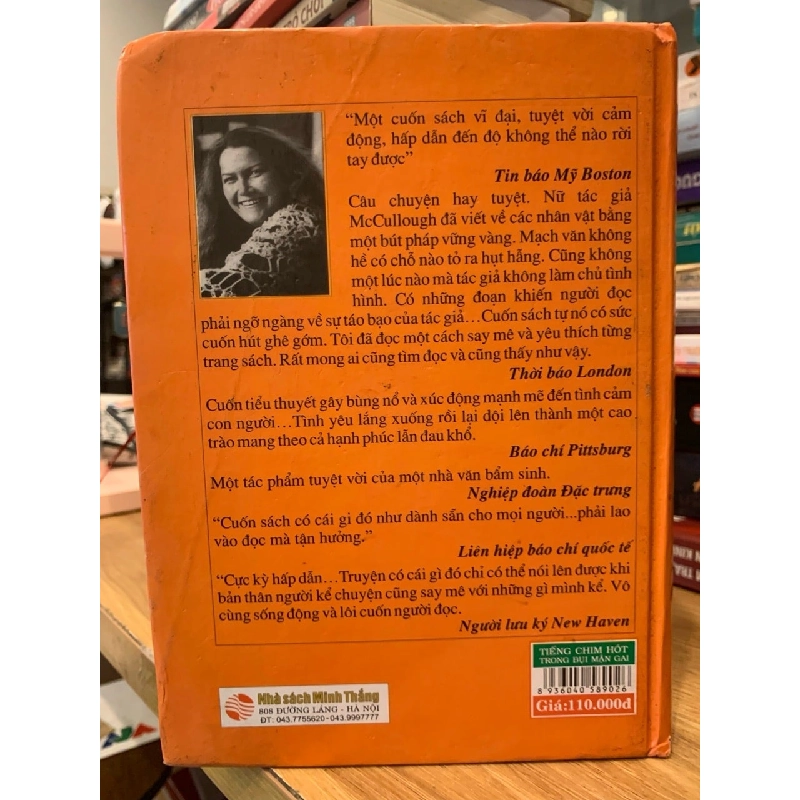 “Một cuốn sách vĩ đại, tuyệt vời cảm
động, hấp dẫn đến độ không thể nào rời
tay được”
Tin báo Mỹ Boston
Câu chuyện hay tuyệt. Nữ tác giả
McCullough đã viết về các nhân vật bằng
một bút pháp vững vàng. Mạch văn không
hề có chỗ nào tỏ ra hụt hẫng. Cũng không
một lúc nào mà tác giả không làm chủ tình
hình. Có những đoạn khiến người đọc
phải ngỡ ngàng về sự táo bạo của tác giả...Cuốn sách tự nó có sức
cuốn hút ghê gớm. Tôi đã đọc một cách say mê và yêu thích từng
trang sách. Rất mong ai cũng tìm đọc và cũng thấy như vậy.
Thời báo London
Cuốn tiểu thuyết gây bùng nổ và xúc động mạnh mẽ đến tình cảm
con người...Tình yêu lắng xuống rồi lại dội lên thành một cao
trào mang theo cả hạnh phúc lẫn đau khổ.
Báo chí Pittsburg
Một tác phẩm tuyệt vời của một nhà văn bẩm sinh.
Nghiệp đoàn Đặc trưng
“Cuốn sách có cái gì đó như dành sẵn cho mọi người...phải lao
vào đọc mà tận hưởng.”
Liên hiệp báo chí quốc tế
“Cực kỳ hấp dẫn...Truyện có cái gì đó chỉ có thể nói lên được khi
bản thân người kể chuyện cũng say mê với những gì mình kể. Vô
cùng sống động và lôi cuốn người đọc.
Người lưu ký New Haven
TIẾNG CHIM HÓT
TRONG BỤI MẬN GAI
8 936040 589026
Giá:110.000đ
Nhà sách Minh Thắng
808 ĐƯỜNG LÁNG - HÀ NỘI
ĐT: 043.7755620 - 043.9997777